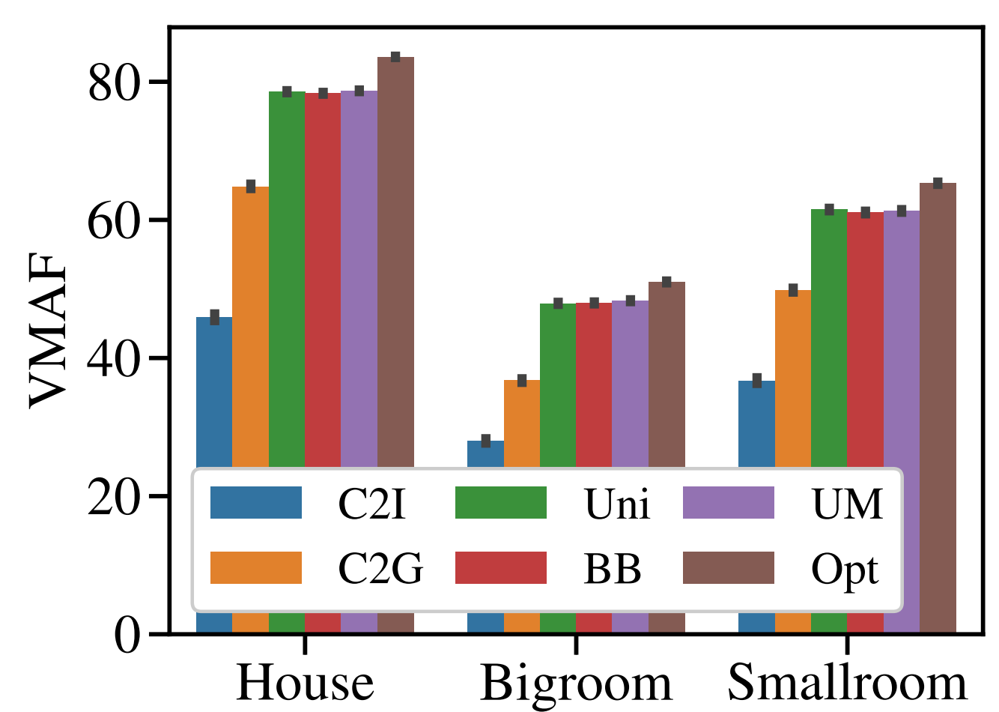 VMAF
80
60
40
20
0
C2I Uni UM
C2G BB Opt
House Bigroom Smallroom